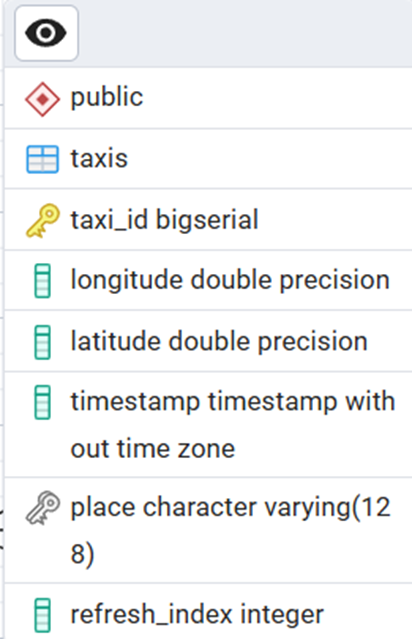 public
taxis
taxi_id bigserial
longitude double precision
latitude double precision
timestamp timestamp with
out time zone
place character varying(12
8)
refresh_index integer